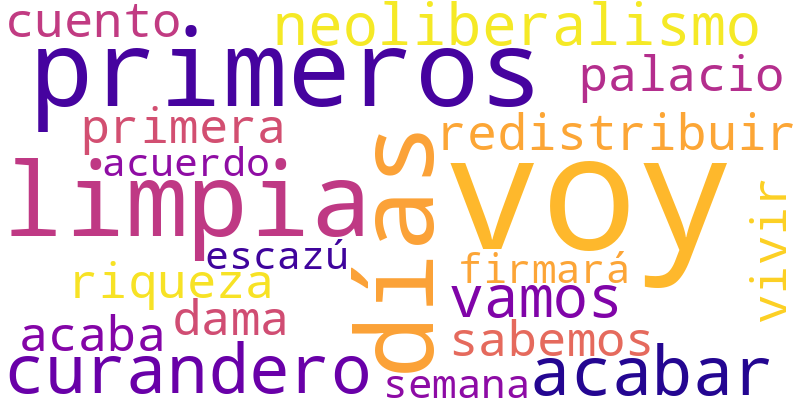 cuento
neoliberalismo
primeros
palacio
primera
redistribuir
acuerdo
limpia
días
voy
escazú
firmará
vivir
riqueza
vamos
dama
acaba
sabemos
curandero
semana
acabar